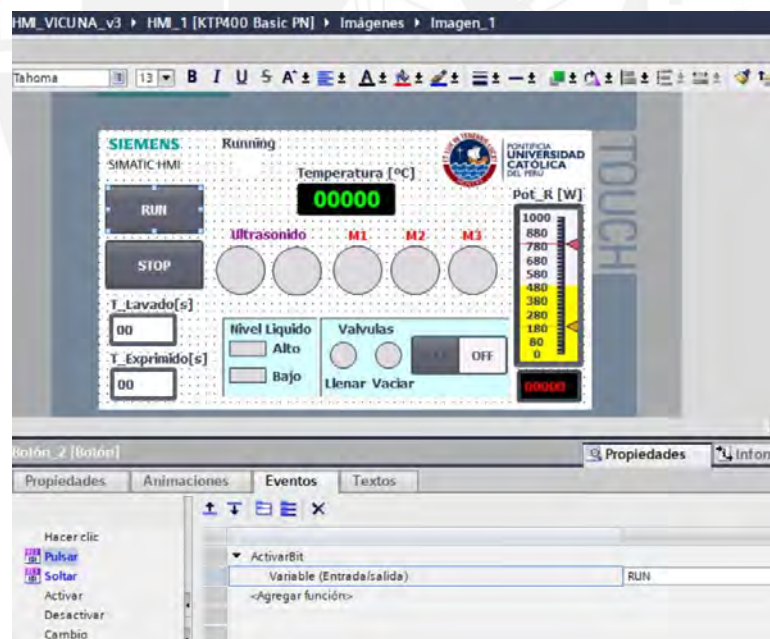 HMI_VICUNA_v3 ▸ HMI_1 [KTP400 Basic PN] ▸ Imágenes ▸ Imagen_1
Tahoma 13 B I U S A
SIEMENS
SIMATIC HMI
Running
Temperatura [ºC]
00000
PONTIFICIA
UNIVERSIDAD
CATÓLICA
DEL PERÚ
TOUCH
RUN
STOP
Ultrasonido M1 M2 M3
Pot_R [W]
1000
880
780
680
580
480
380
280
180
80
0
00000
T_Lavado[s]
00
T_Exprimido[s]
00
Nivel Liquido
Alto
Bajo
Valvulas
OFF
Llenar Vaciar
Botón_2 [Botón]
Propiedades
Propiedades Animaciones Eventos Textos
Hacer clic
Pulsar
Soltar
Activar
Desactivar
Cambio
ActivarBit
Variable (Entrada/salida) RUN
<Agregar función>